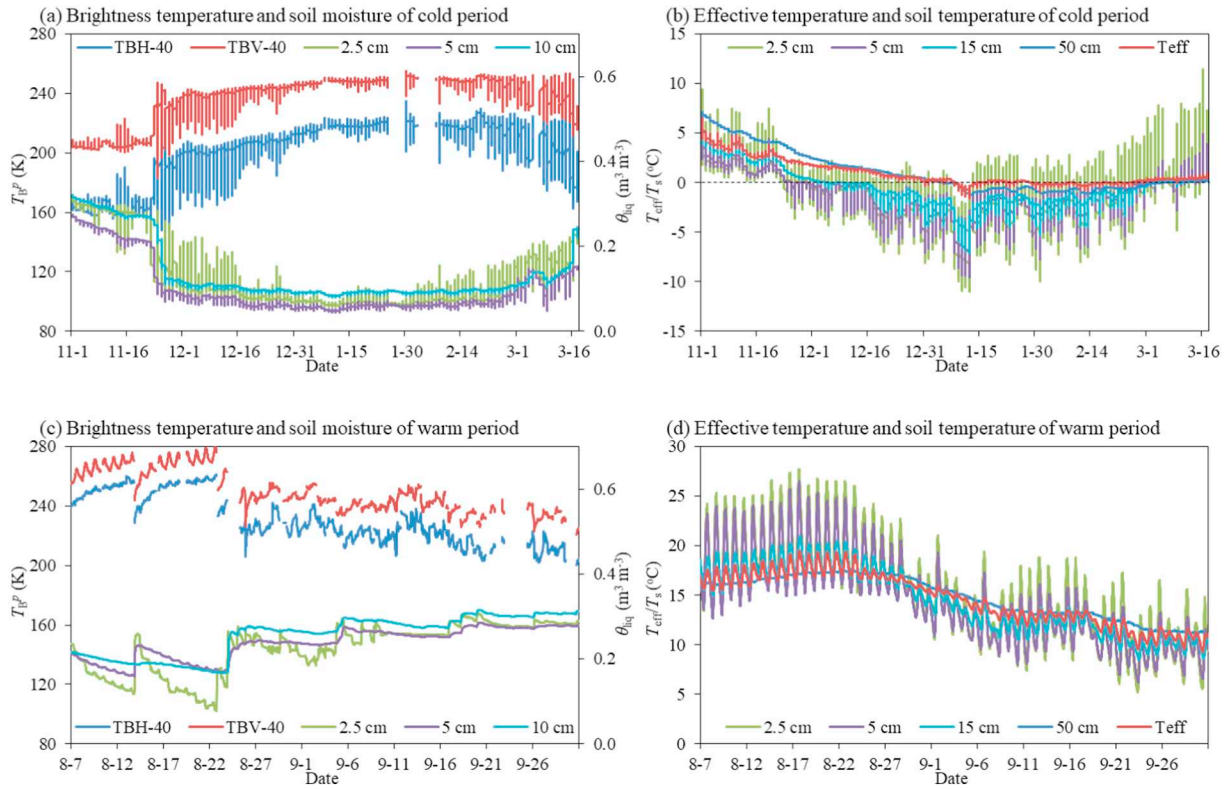 (a) Brightness temperature and soil moisture of cold period
280
240
200
160
120
80
TBH-40 TBV-40 2.5 cm 5 cm 10 cm
0.6
0.4
0.2
0.0
T_B^p (K)
θ_liq (m³ m⁻³)
11-1 11-16 12-1 12-16 12-31 1-15 1-30 2-14 3-1 3-16
Date
(b) Effective temperature and soil temperature of cold period
15
10
5
0
-5
-10
-15
2.5 cm 5 cm 15 cm 50 cm Teff
T_eff/T_s (°C)
11-1 11-16 12-1 12-16 12-31 1-15 1-30 2-14 3-1 3-16
Date
(c) Brightness temperature and soil moisture of warm period
280
240
200
160
120
80
0.6
0.4
0.2
0.0
T_B^p (K)
θ_liq (m³ m⁻³)
TBH-40 TBV-40 2.5 cm 5 cm 10 cm
8-7 8-12 8-17 8-22 8-27 9-1 9-6 9-11 9-16 9-21 9-26
Date
(d) Effective temperature and soil temperature of warm period
30
25
20
15
10
5
0
T_eff/T_s (°C)
2.5 cm 5 cm 15 cm 50 cm Teff
8-7 8-12 8-17 8-22 8-27 9-1 9-6 9-11 9-16 9-21 9-26
Date